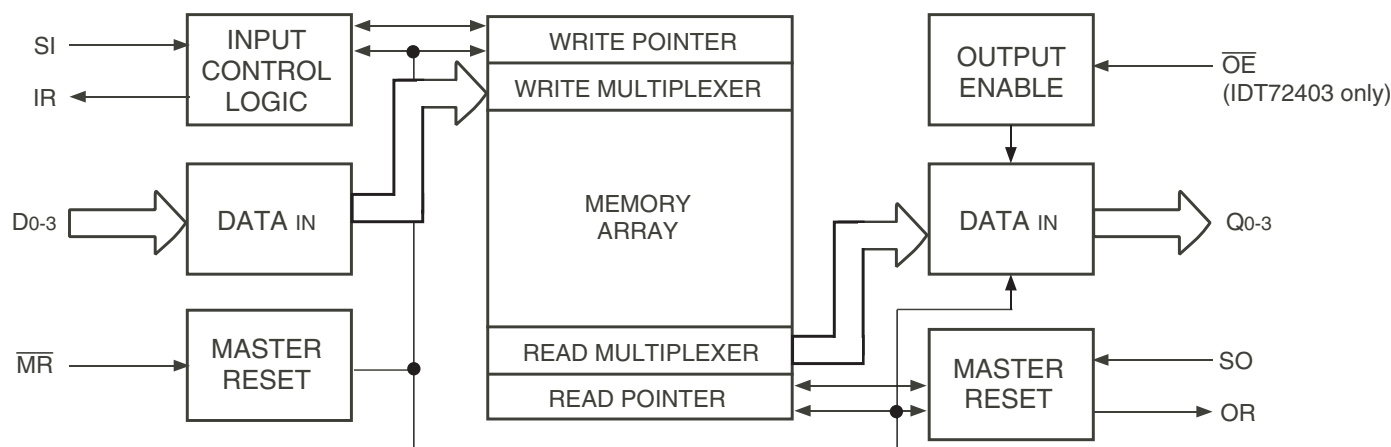 SI
IR
INPUT
CONTROL
LOGIC
WRITE POINTER
WRITE MULTIPLEXER
OUTPUT
ENABLE
OE
(IDT72403 only)
D0-3
DATA IN
MEMORY
ARRAY
DATA IN
Q0-3
MR
MASTER
RESET
READ MULTIPLEXER
READ POINTER
MASTER
RESET
SO
OR